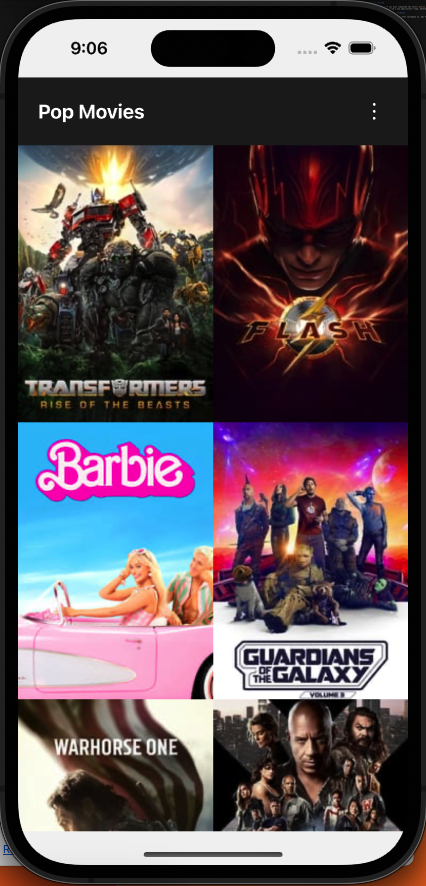 9:06
Pop Movies
TRANSFORMERS
RISE OF THE BEASTS
FLASH
Barbie
GUARDIANS
OF THE
GALAXY
VOLUME 3
WARHORSE ONE
R